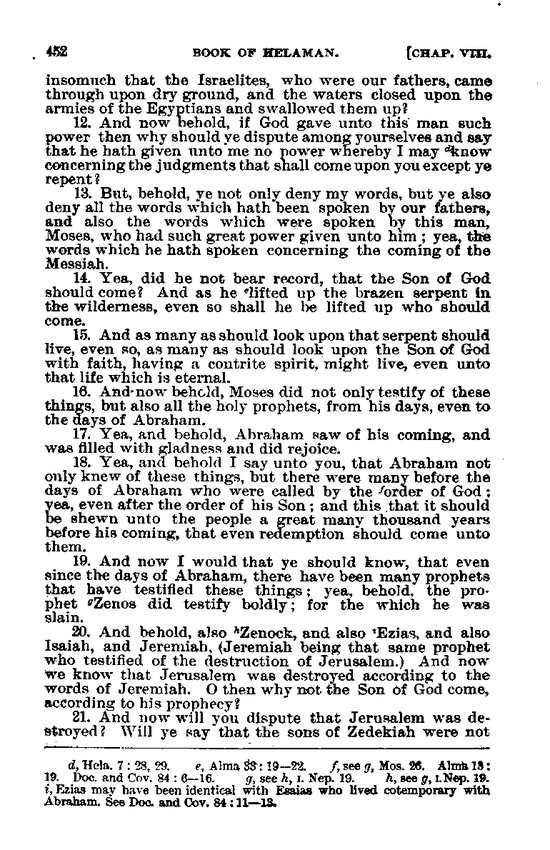 452 BOOK OF HELAMAN. [CHAP. VIII.
insomuch that the Israelites, who were our fathers, came
through upon dry ground, and the waters closed upon the
armies of the Egyptians and swallowed them up?
12. And now behold, if God gave unto this man such
power then why should ye dispute among yourselves and say
that he hath given unto me no power whereby I may ᵈknow
concerning the judgments that shall come upon you except ye
repent?
13. But, behold, ye not only deny my words, but ye also
deny all the words which hath been spoken by our fathers,
and also the words which were spoken by this man,
Moses, who had such great power given unto him; yea, the
words which he hath spoken concerning the coming of the
Messiah.
14. Yea, did he not bear record, that the Son of God
should come? And as he ᵉlifted up the brazen serpent in
the wilderness, even so shall he be lifted up who should
come.
15. And as many as should look upon that serpent should
live, even so, as many as should look upon the Son of God
with faith, having a contrite spirit, might live, even unto
that life which is eternal.
16. And now behold, Moses did not only testify of these
things, but also all the holy prophets, from his days, even to
the days of Abraham.
17. Yea, and behold, Abraham saw of his coming, and
was filled with gladness and did rejoice.
18. Yea, and behold I say unto you, that Abraham not
only knew of these things, but there were many before the
days of Abraham who were called by the ᶠorder of God;
yea, even after the order of his Son; and this that it should
be shewn unto the people a great many thousand years
before his coming, that even redemption should come unto
them.
19. And now I would that ye should know, that even
since the days of Abraham, there have been many prophets
that have testified these things; yea, behold, the pro-
phet ᵍZenos did testify boldly; for the which he was
slain.
20. And behold, also ʰZenock, and also ⁱEzias, and also
Isaiah, and Jeremiah, (Jeremiah being that same prophet
who testified of the destruction of Jerusalem.) And now
we know that Jerusalem was destroyed according to the
words of Jeremiah. O then why not the Son of God come,
according to his prophecy?
21. And now will you dispute that Jerusalem was de-
stroyed? Will ye say that the sons of Zedekiah were not
d, Hela. 7: 28, 29. e, Alma 33: 19—22. f, see g, Mos. 26. Alma 13:
19. Doc. and Cov. 84: 6—16. g, see h, I. Nep. 19. h, see g, I. Nep. 19.
i, Ezias may have been identical with Esaias who lived cotemporary with
Abraham. See Doc. and Cov. 84: 11—13.